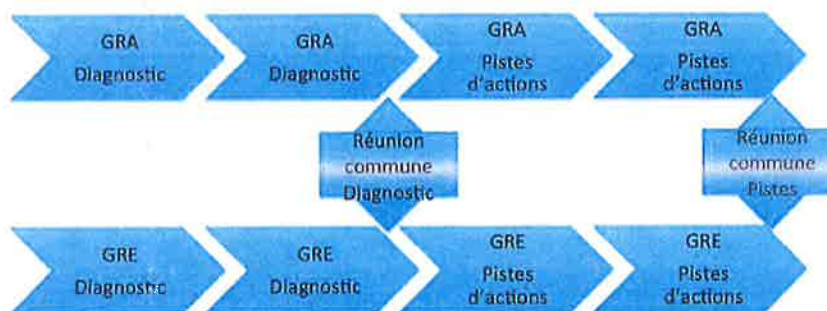 GRA
Diagnostic
GRA
Diagnostic
GRA
Pistes
d'actions
GRA
Pistes
d'actions
Réunion
commune
Diagnostic
Réunion
commune
Pistes
GRE
Diagnostic
GRE
Diagnostic
GRE
Pistes
d'actions
GRE
Pistes
d'actions